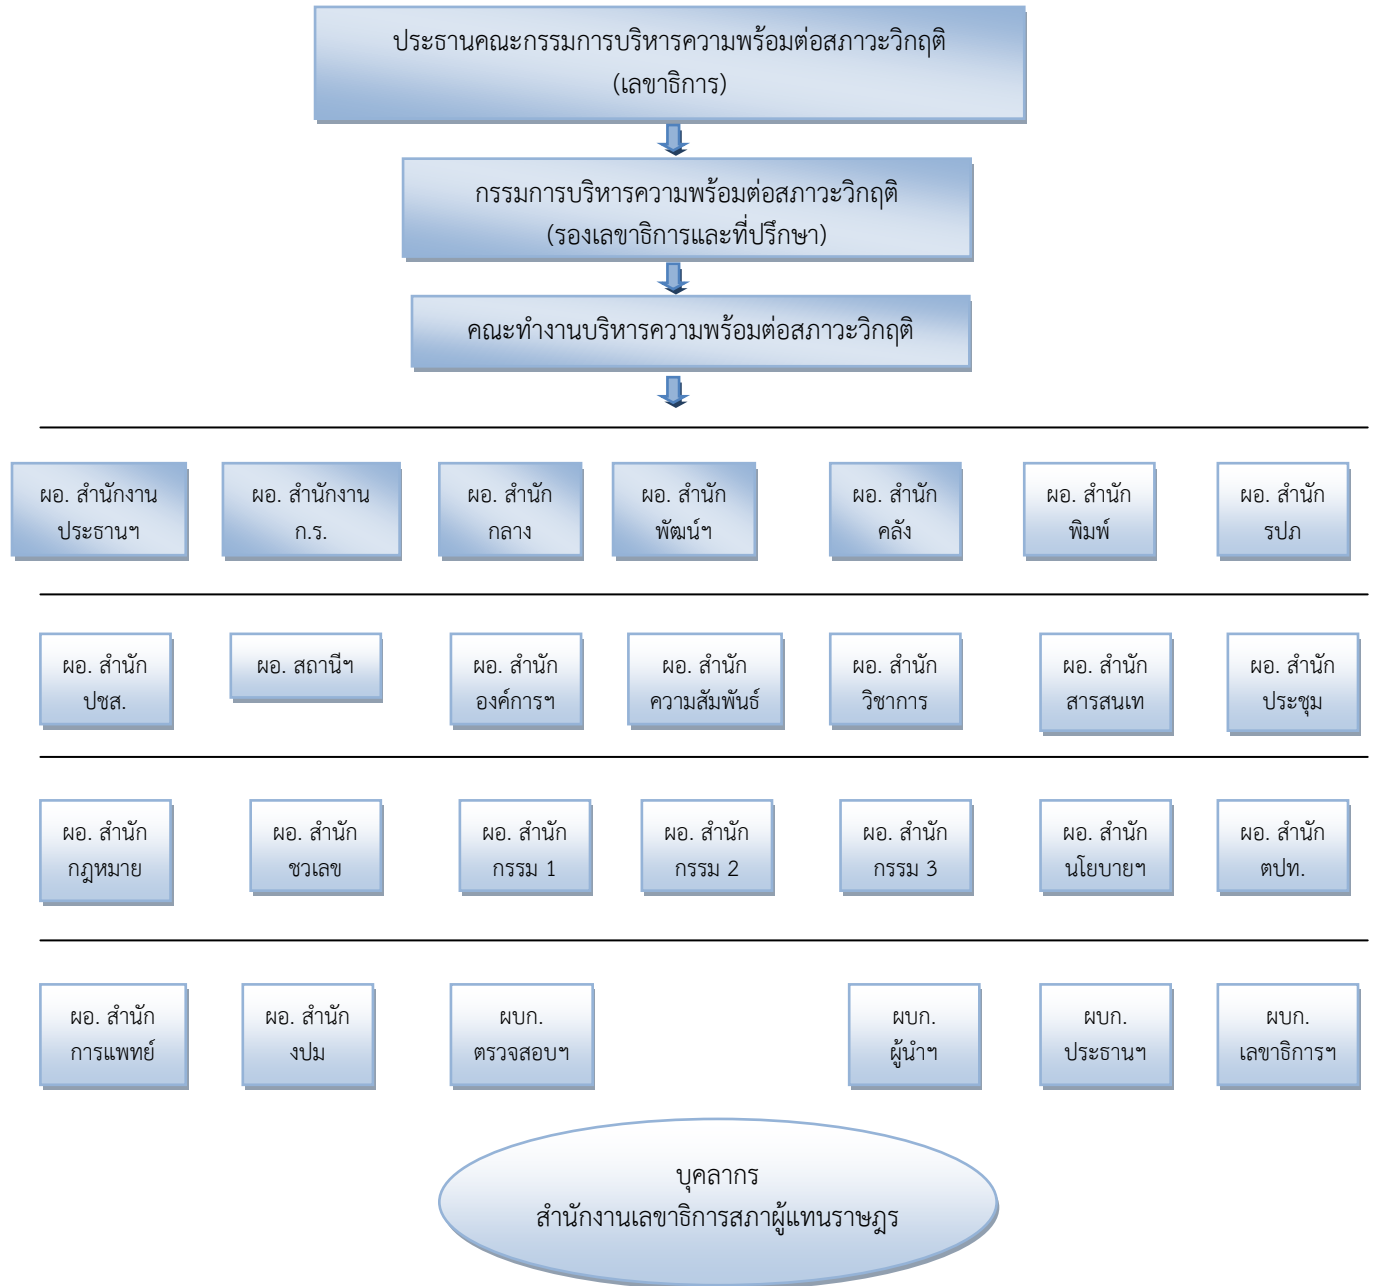 ประธานคณะกรรมการบริหารความพร้อมต่อสภาวะวิกฤติ
(เลขาธิการ)
กรรมการบริหารความพร้อมต่อสภาวะวิกฤติ
(รองเลขาธิการและที่ปรึกษา)
คณะทำงานบริหารความพร้อมต่อสภาวะวิกฤติ
ผอ. สำนักงาน
ประธานฯ
ผอ. สำนักงาน
ก.ร.
ผอ. สำนัก
กลาง
ผอ. สำนัก
พัฒน์ฯ
ผอ. สำนัก
คลัง
ผอ. สำนัก
พิมพ์
ผอ. สำนัก
รปภ
ผอ. สำนัก
ปชส.
ผอ. สถานีฯ
ผอ. สำนัก
องค์การฯ
ผอ. สำนัก
ความสัมพันธ์
ผอ. สำนัก
วิชาการ
ผอ. สำนัก
สารสนเท
ผอ. สำนัก
ประชุม
ผอ. สำนัก
กฎหมาย
ผอ. สำนัก
ชวเลข
ผอ. สำนัก
กรรม 1
ผอ. สำนัก
กรรม 2
ผอ. สำนัก
กรรม 3
ผอ. สำนัก
นโยบายฯ
ผอ. สำนัก
ตปท.
ผอ. สำนัก
การแพทย์
ผอ. สำนัก
งปม
ผบก.
ตรวจสอบฯ
ผบก.
ผู้นำฯ
ผบก.
ประธานฯ
ผบก.
เลขาธิการฯ
บุคลากร
สำนักงานเลขาธิการสภาผู้แทนราษฎร